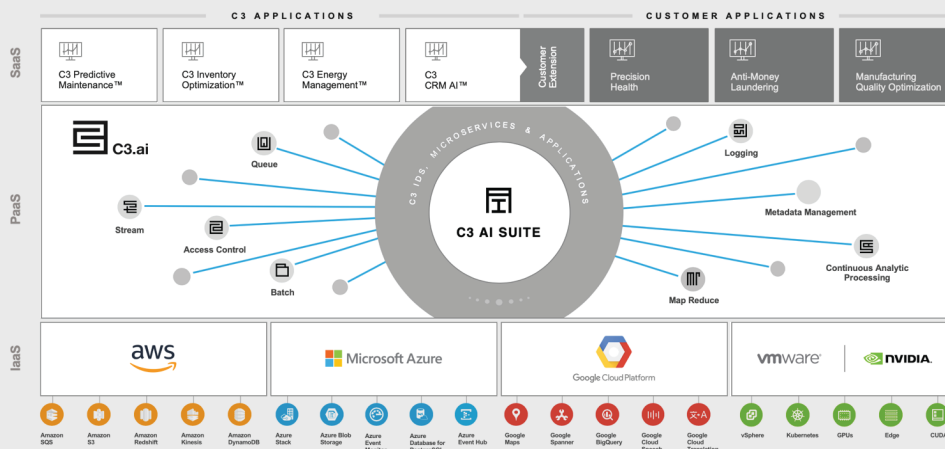 C3 APPLICATIONS
CUSTOMER APPLICATIONS
SaaS
C3 Predictive
Maintenance™
C3 Inventory
Optimization™
C3 Energy
Management™
C3
CRM AI™
Customer
Extension
Precision
Health
Anti-Money
Laundering
Manufacturing
Quality Optimization
PaaS
C3.ai
Queue
Stream
Access Control
Batch
C3 IDS, MICROSERVICES & APPLICATIONS
C3 AI SUITE
Logging
Metadata Management
Continuous Analytic
Processing
Map Reduce
IaaS
aws
Microsoft Azure
Google Cloud Platform
vmware
NVIDIA.
Amazon
SQS
Amazon
S3
Amazon
Redshift
Amazon
Kinesis
Amazon
DynamoDB
Azure
Stack
Azure Blob
Storage
Azure
Event
Azure
Database for
Azure
Event Hub
Google
Maps
Google
Spanner
Google
BigQuery
Google
Cloud
Google
Cloud
vSphere
Kubernetes
GPUs
Edge
CUDA